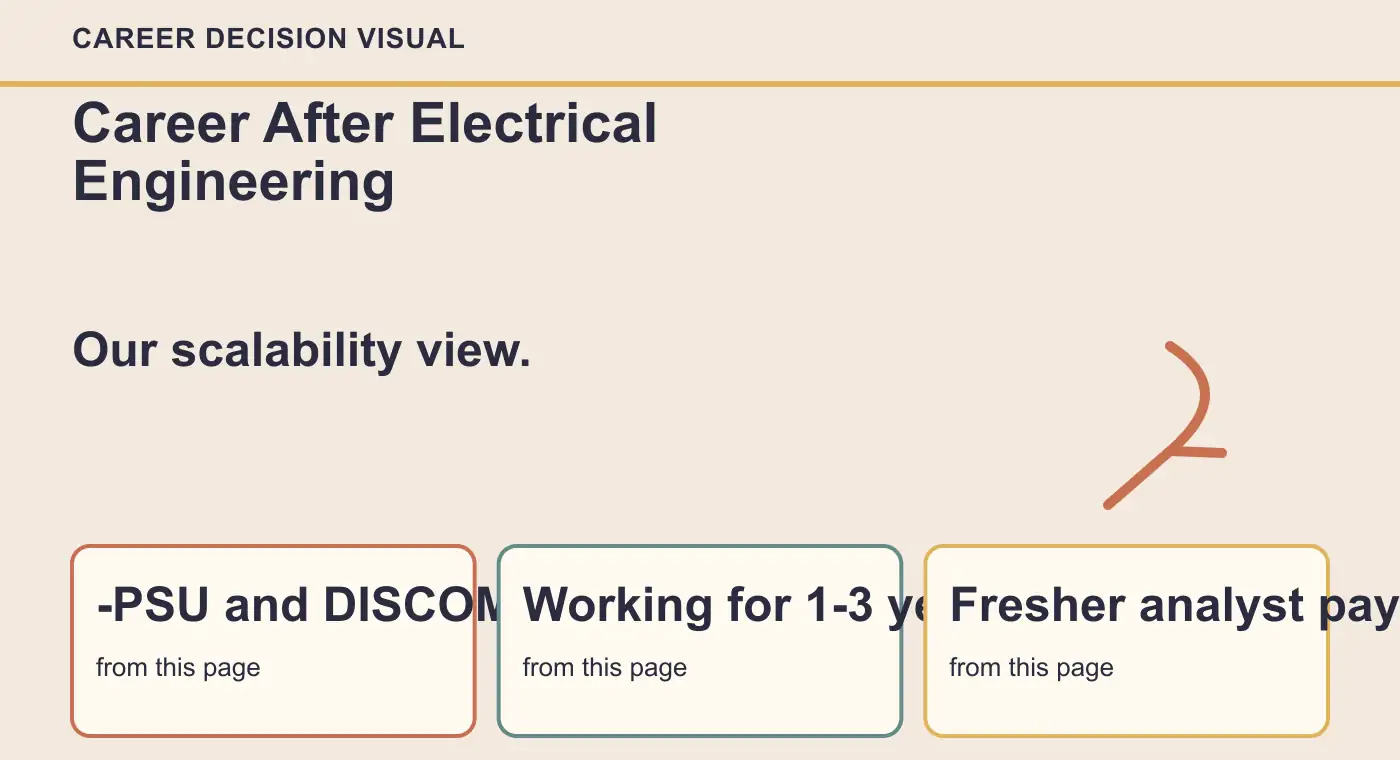 CAREER DECISION VISUAL
Career After Electrical
Engineering
Our scalability view.
-PSU and DISCOM
Working for 1-3 ye
Fresher analyst pay
from this page
from this page
from this page